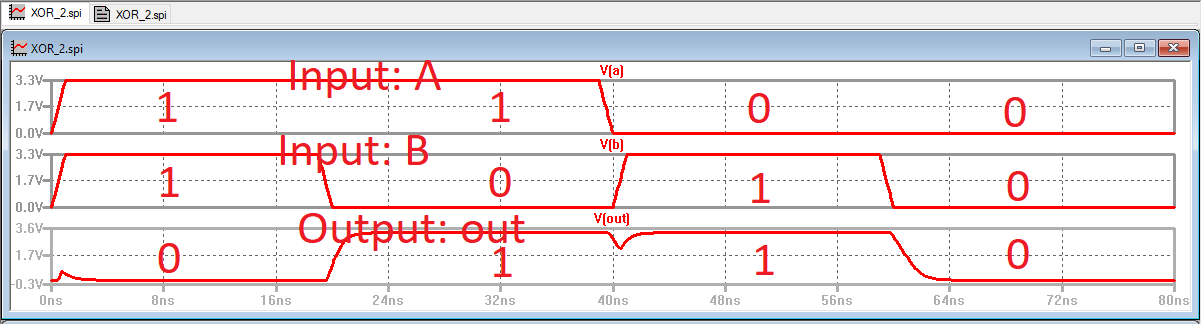 XOR_2.spi XOR_2.spi
XOR_2.spi
V(a)
Input: A
3.3V
1.7V
0.0V
1 1 0 0
V(b)
Input: B
3.3V
1.7V
0.0V
1 0 1 0
V(out)
Output: out
3.6V
1.7V
-0.3V
0 1 1 0
0ns 8ns 16ns 24ns 32ns 40ns 48ns 56ns 64ns 72ns 80ns